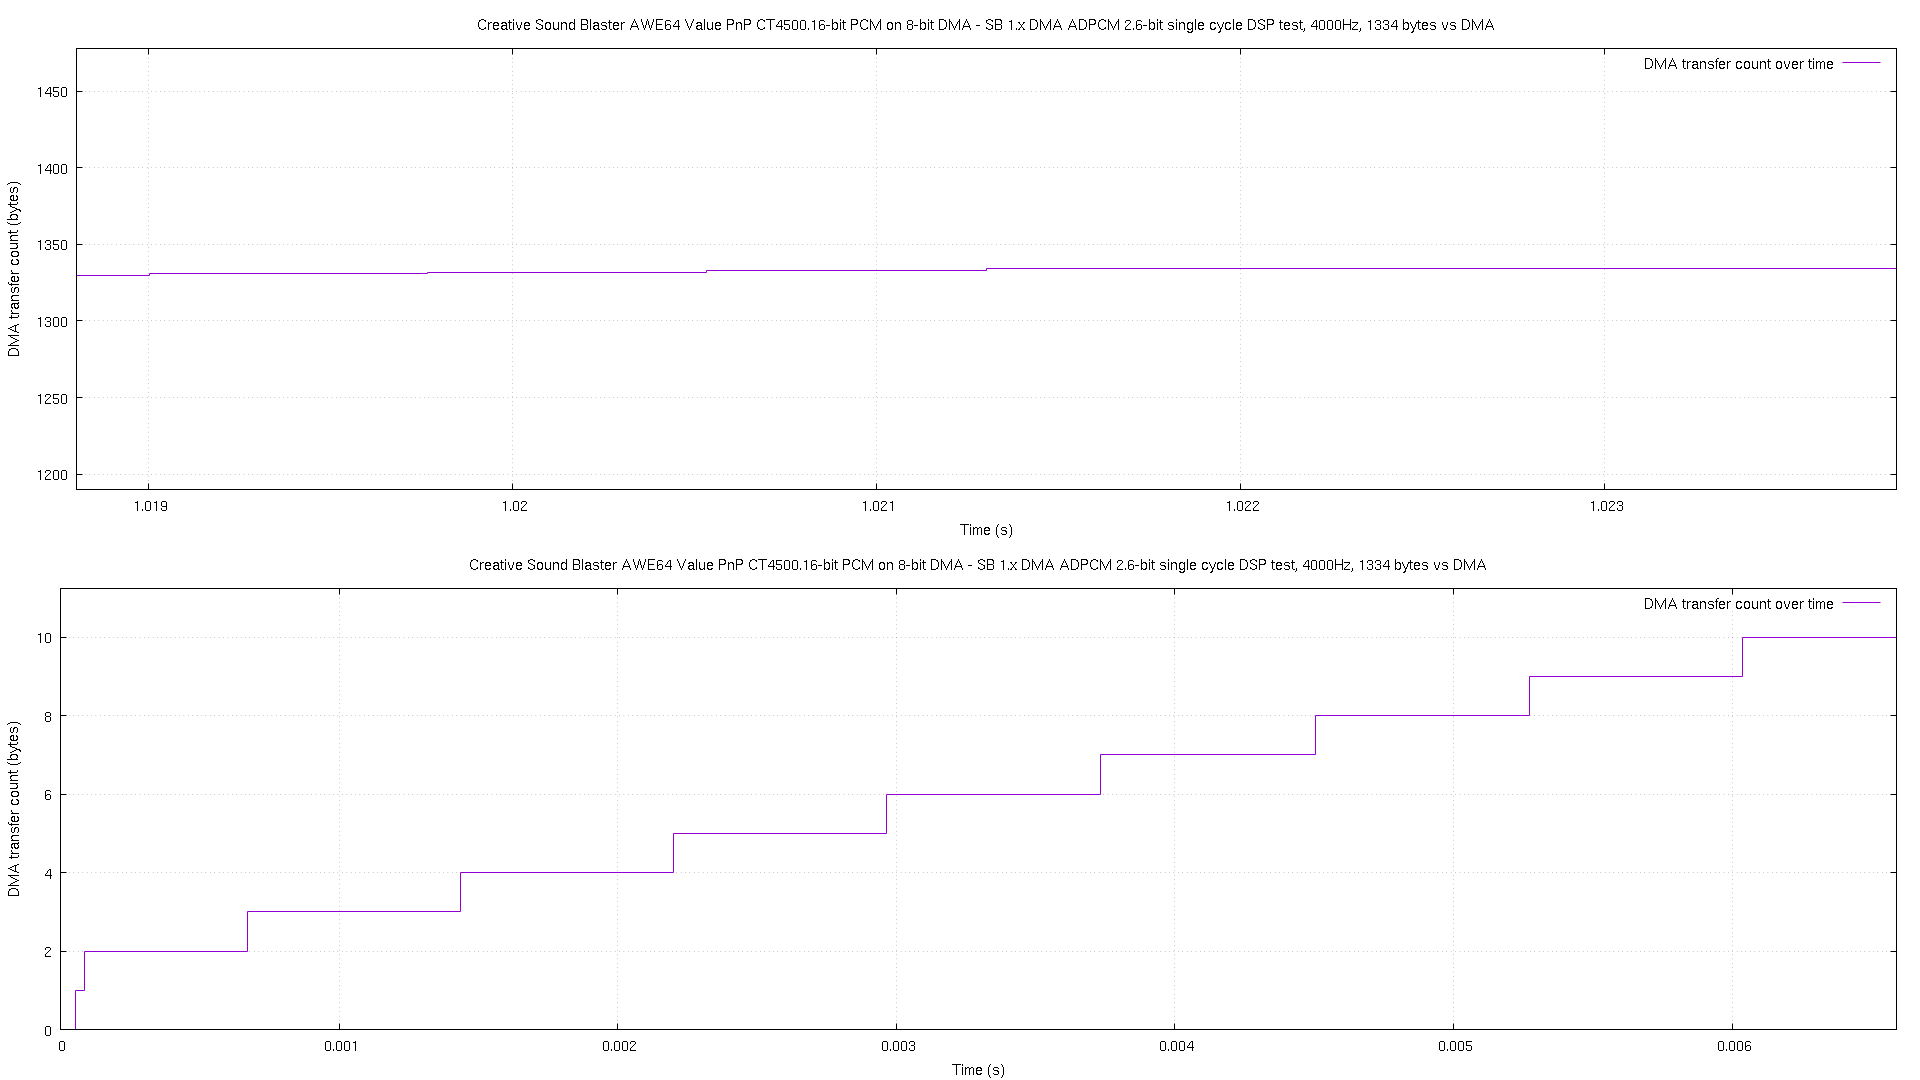 Creative Sound Blaster AWE64 Value PnP CT4500.16-bit PCM on 8-bit DMA - SB 1.x DMA ADPCM 2.6-bit single cycle DSP test, 4000Hz, 1334 bytes vs DMA
DMA transfer count over time
1450
1400
1350
1300
1250
1200
DMA transfer count (bytes)
1.019 1.02 1.021 1.022 1.023
Time (s)
Creative Sound Blaster AWE64 Value PnP CT4500.16-bit PCM on 8-bit DMA - SB 1.x DMA ADPCM 2.6-bit single cycle DSP test, 4000Hz, 1334 bytes vs DMA
DMA transfer count over time
10
8
6
4
2
0
DMA transfer count (bytes)
0 0.001 0.002 0.003 0.004 0.005 0.006
Time (s)